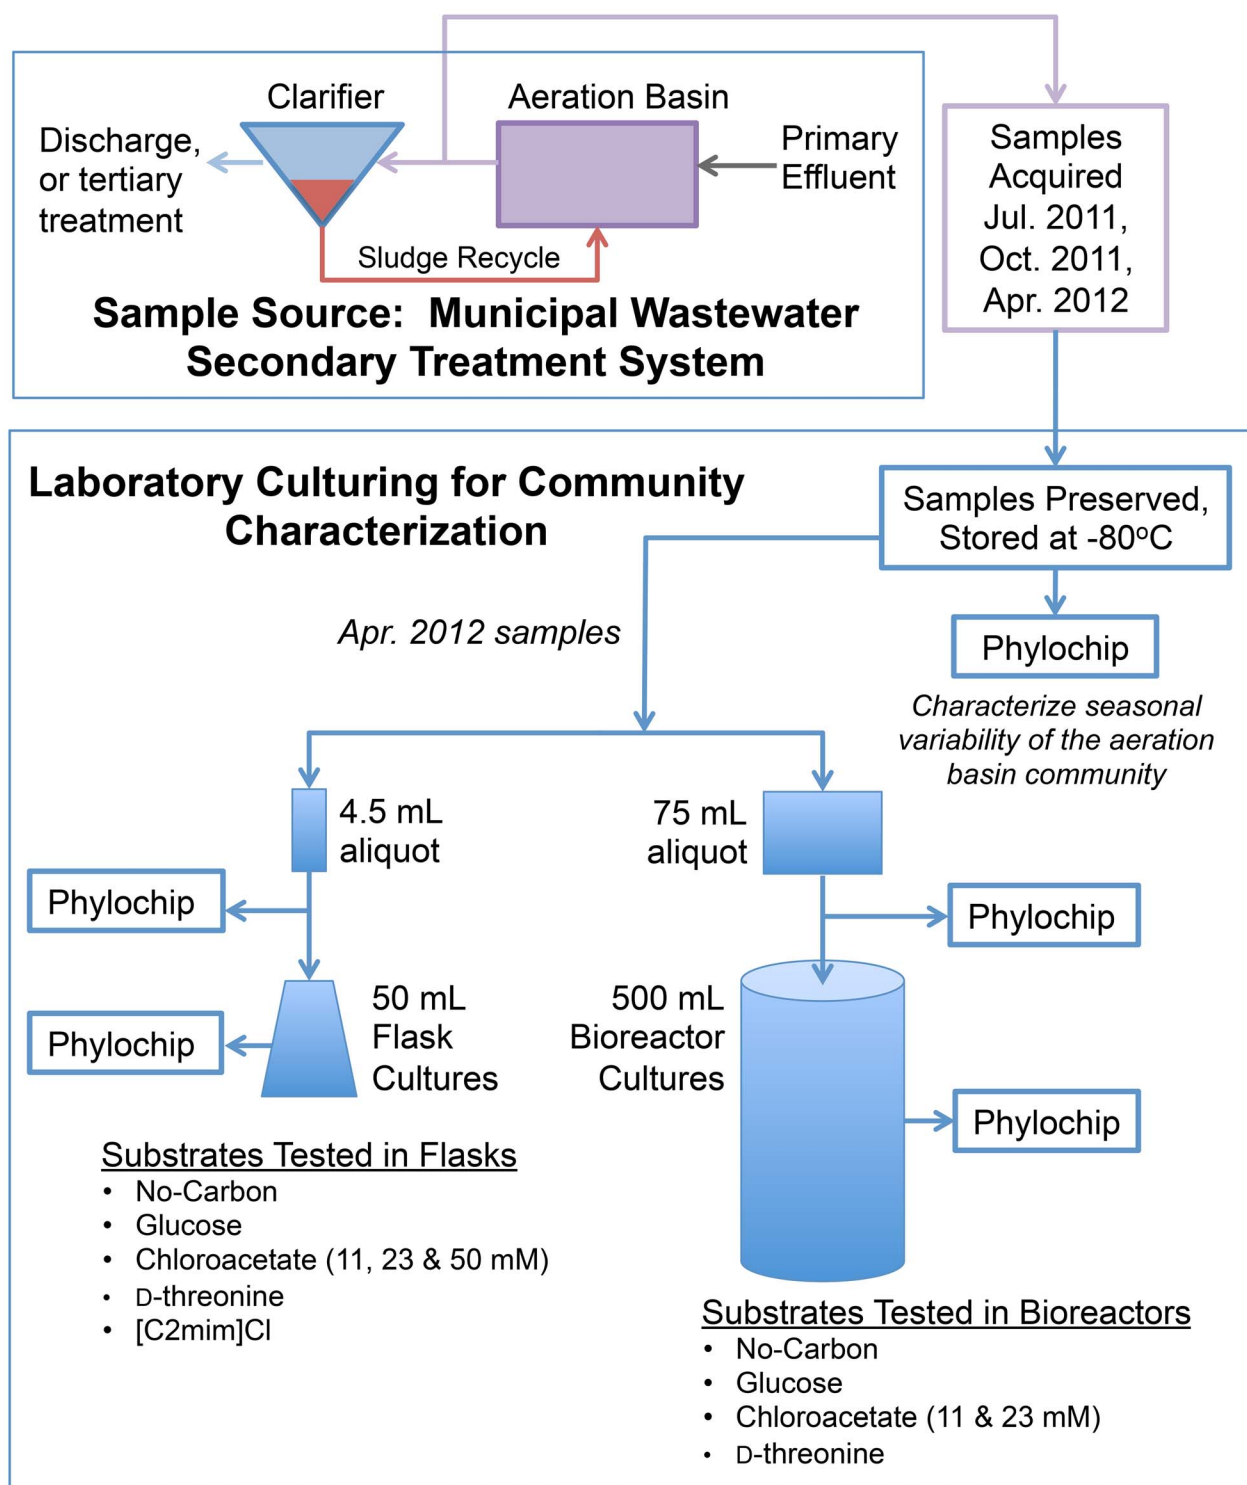 Clarifier
Aeration Basin
Discharge,
or tertiary
treatment
Primary
Effluent
Sludge Recycle
Sample Source:  Municipal Wastewater
Secondary Treatment System
Samples
Acquired
Jul. 2011,
Oct. 2011,
Apr. 2012
Laboratory Culturing for Community
Characterization
Samples Preserved,
Stored at -80ºC
Apr. 2012 samples
Phylochip
Characterize seasonal
variability of the aeration
basin community
4.5 mL
aliquot
75 mL
aliquot
Phylochip
Phylochip
50 mL
Flask
Cultures
500 mL
Bioreactor
Cultures
Phylochip
Phylochip
Substrates Tested in Flasks
• No-Carbon
• Glucose
• Chloroacetate (11, 23 & 50 mM)
• D-threonine
• [C2mim]Cl
Substrates Tested in Bioreactors
• No-Carbon
• Glucose
• Chloroacetate (11 & 23 mM)
• D-threonine